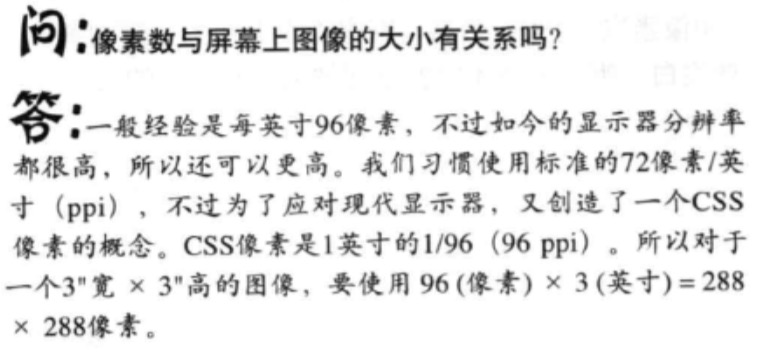 问:像素数与屏幕上图像的大小有关系吗?
答:一般经验是每英寸96像素，不过如今的显示器分辨率
都很高，所以还可以更高。我们习惯使用标准的72像素/英
寸（ppi），不过为了应对现代显示器，又创造了一个CSS
像素的概念。CSS像素是1英寸的1/96（96 ppi）。所以对于
一个3"宽 × 3"高的图像，要使用 96 (像素) × 3 (英寸) = 288
× 288像素。